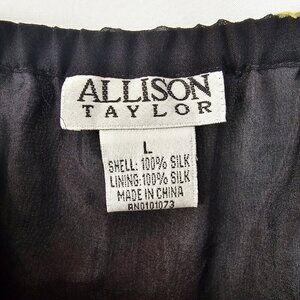 ALLISON
TAYLOR
L
SHELL: 100% SILK
LINING: 100% SILK
MADE IN CHINA
RN0101073